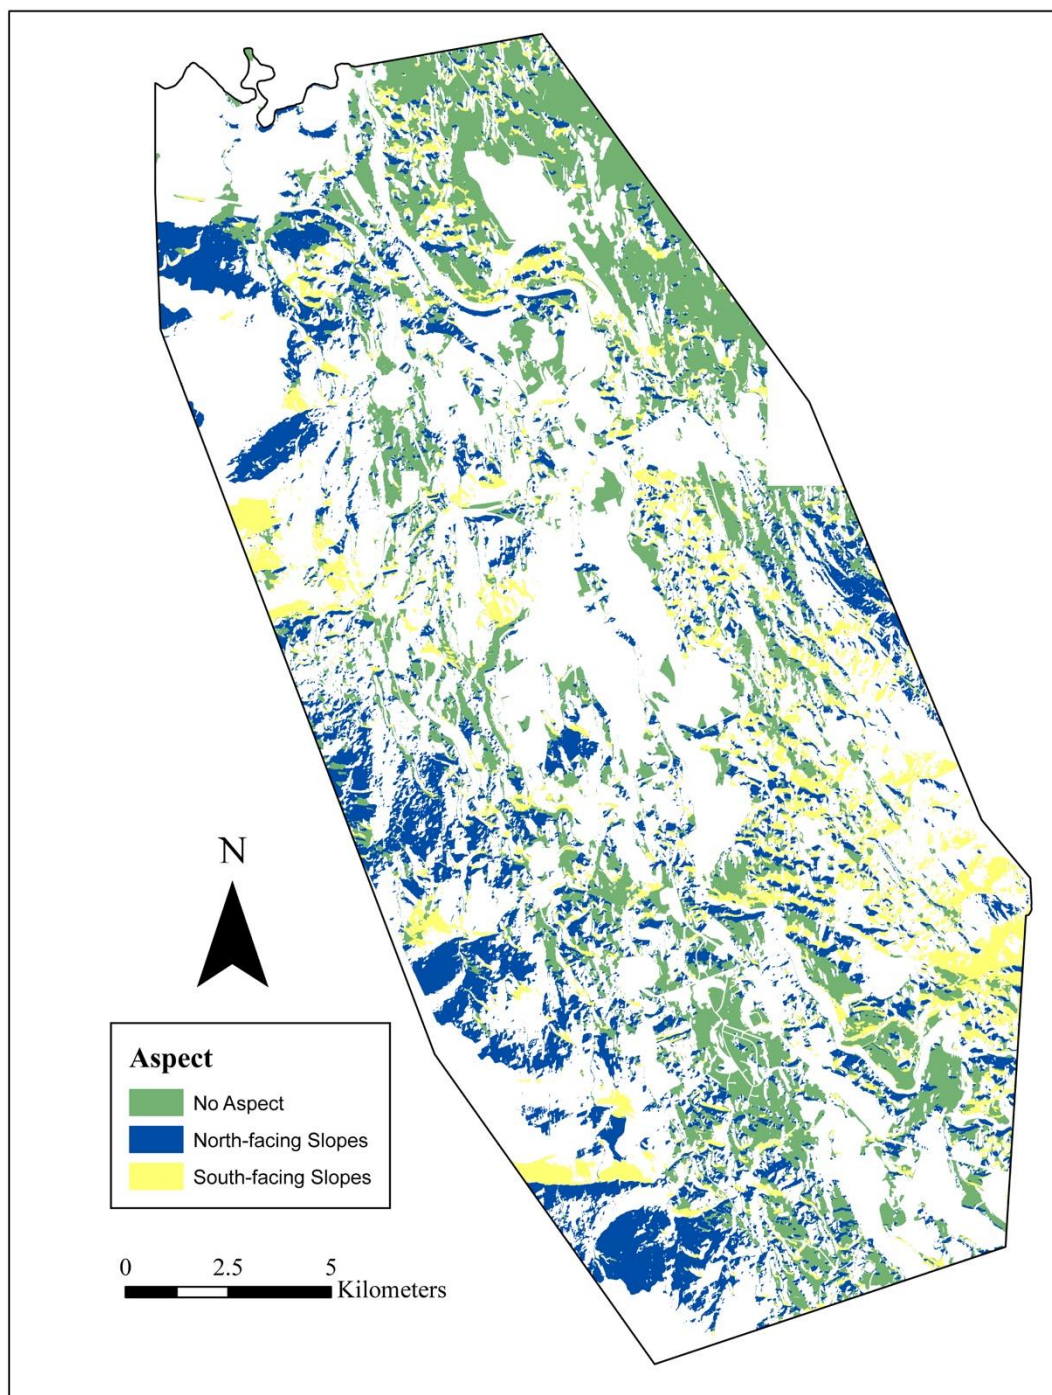 N
Aspect
No Aspect
North-facing Slopes
South-facing Slopes
0 2.5 5
Kilometers